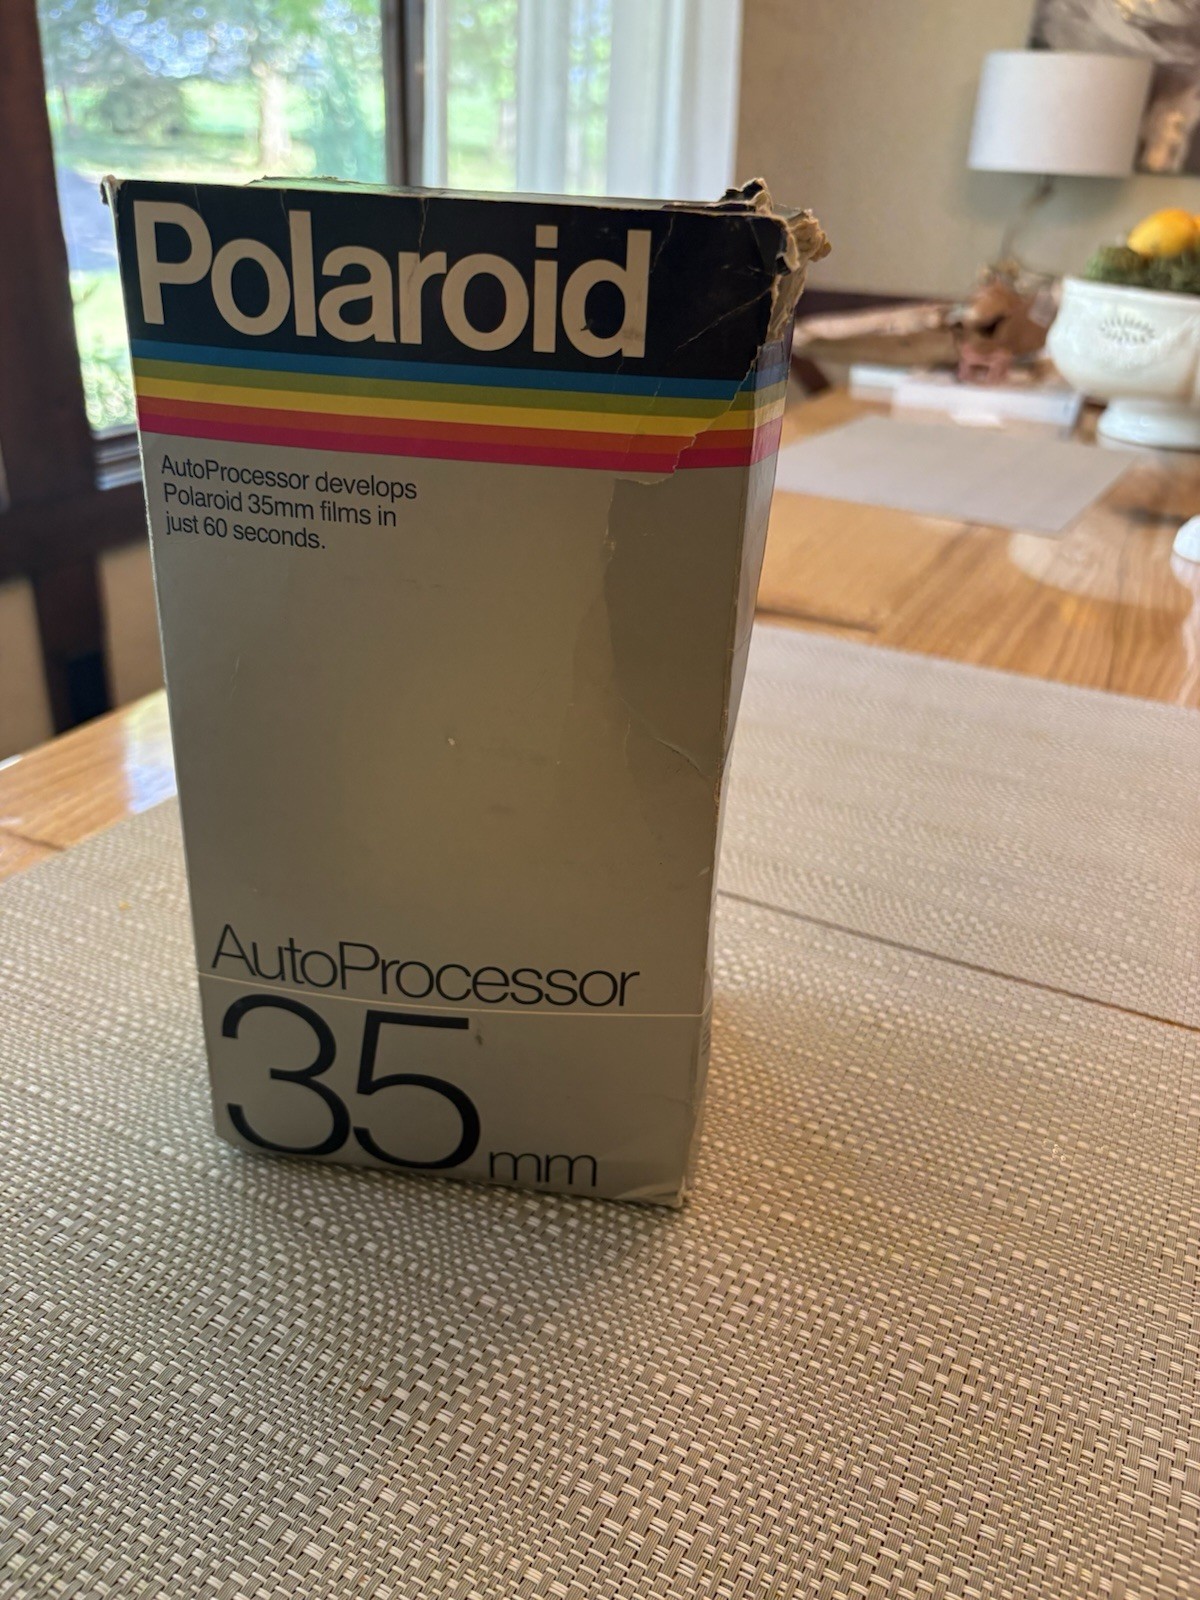 Polaroid
AutoProcessor develops
Polaroid 35mm films in
just 60 seconds.
AutoProcessor
35mm